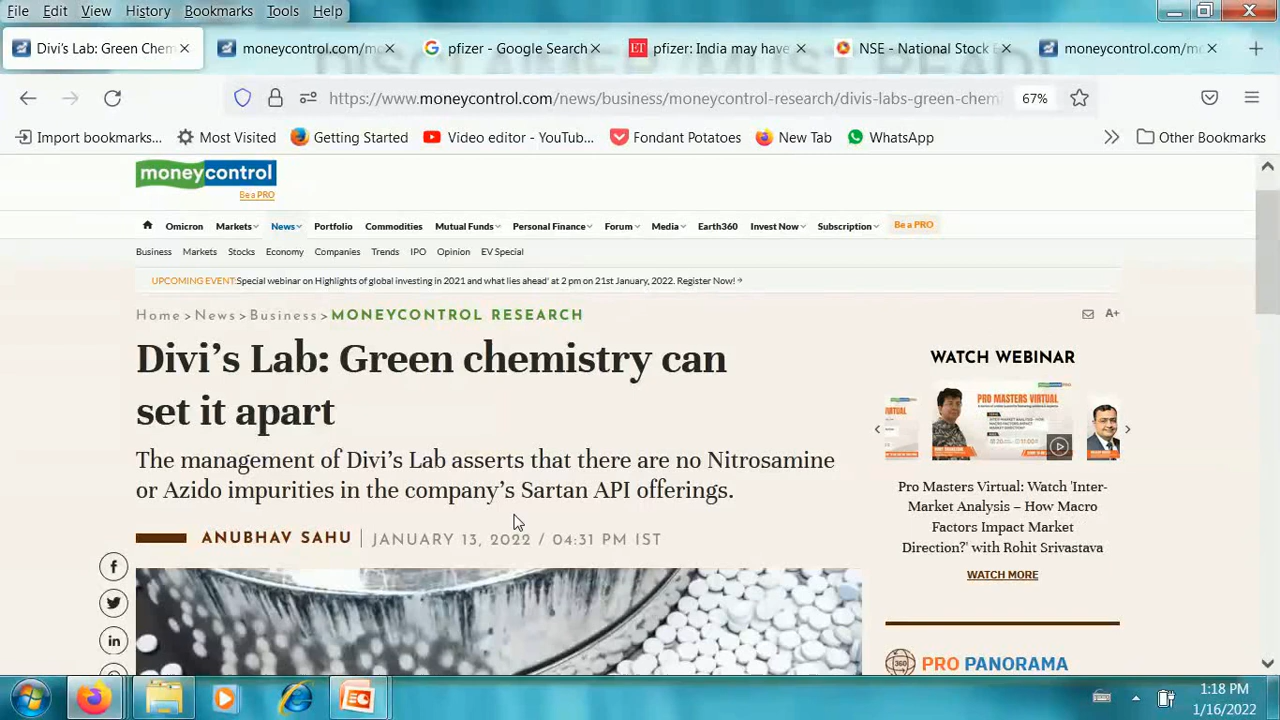 File Edit View History Bookmarks Tools Help
Divi's Lab: Green Chem
moneycontrol.com/mo
pfizer - Google Search
ET pfizer: India may have
NSE - National Stock E
moneycontrol.com/mo
https://www.moneycontrol.com/news/business/moneycontrol-research/divis-labs-green-chem 67%
Import bookmarks... Most Visited Getting Started Video editor - YouTub... Fondant Potatoes New Tab WhatsApp Other Bookmarks
moneycontrol
Be a PRO
Omicron Markets News Portfolio Commodities Mutual Funds Personal Finance Forum Media Earth360 Invest Now Subscription Be a PRO
Business Markets Stocks Economy Companies Trends IPO Opinion EV Special
UPCOMING EVENT: Special webinar on Highlights of global investing in 2021 and what lies ahead' at 2 pm on 21st January, 2022. Register Now!
Home > News > Business > MONEYCONTROL RESEARCH
A+
Divi's Lab: Green chemistry can
set it apart
The management of Divi's Lab asserts that there are no Nitrosamine
or Azido impurities in the company's Sartan API offerings.
ANUBHAV SAHU | JANUARY 13, 2022 / 04:31 PM IST
WATCH WEBINAR
PRO MASTERS VIRTUAL
Pro Masters Virtual: Watch 'Inter-
Market Analysis – How Macro
Factors Impact Market
Direction?' with Rohit Srivastava
WATCH MORE
360 PRO PANORAMA
1:18 PM
1/16/2022